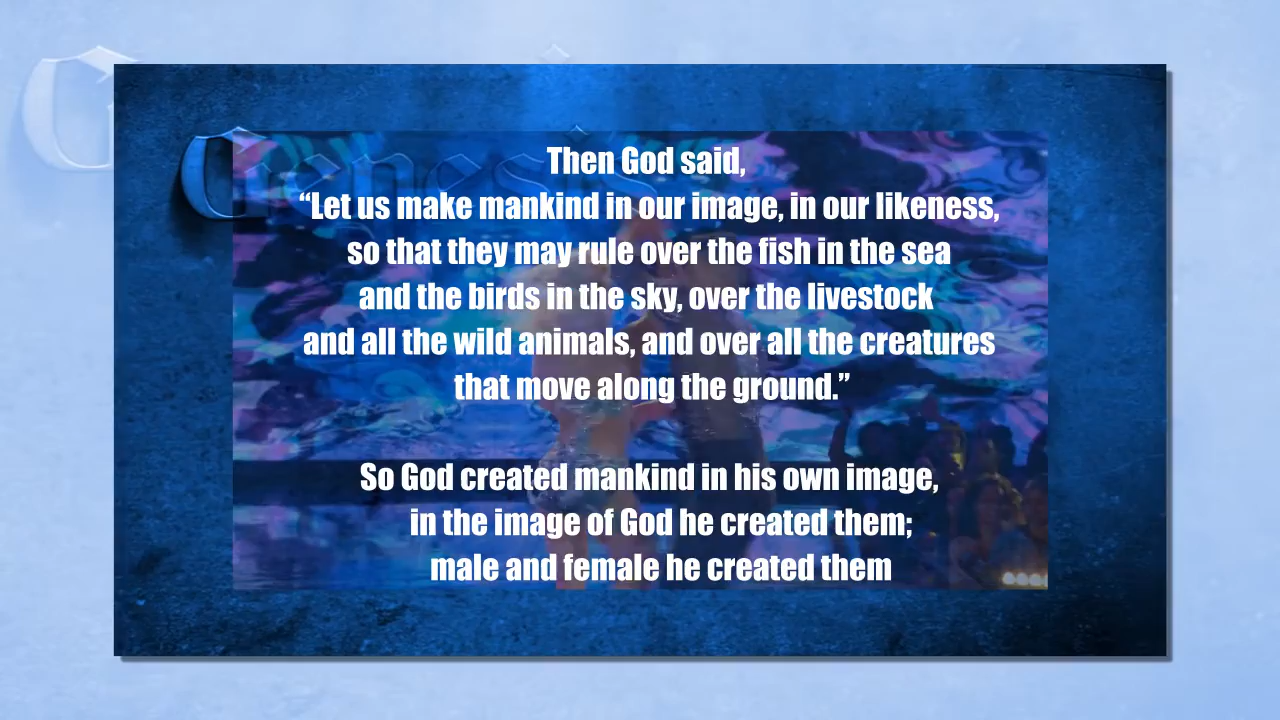 Genesis
Then God said,
“Let us make mankind in our image, in our likeness,
so that they may rule over the fish in the sea
and the birds in the sky, over the livestock
and all the wild animals, and over all the creatures
that move along the ground.”
So God created mankind in his own image,
in the image of God he created them;
male and female he created them